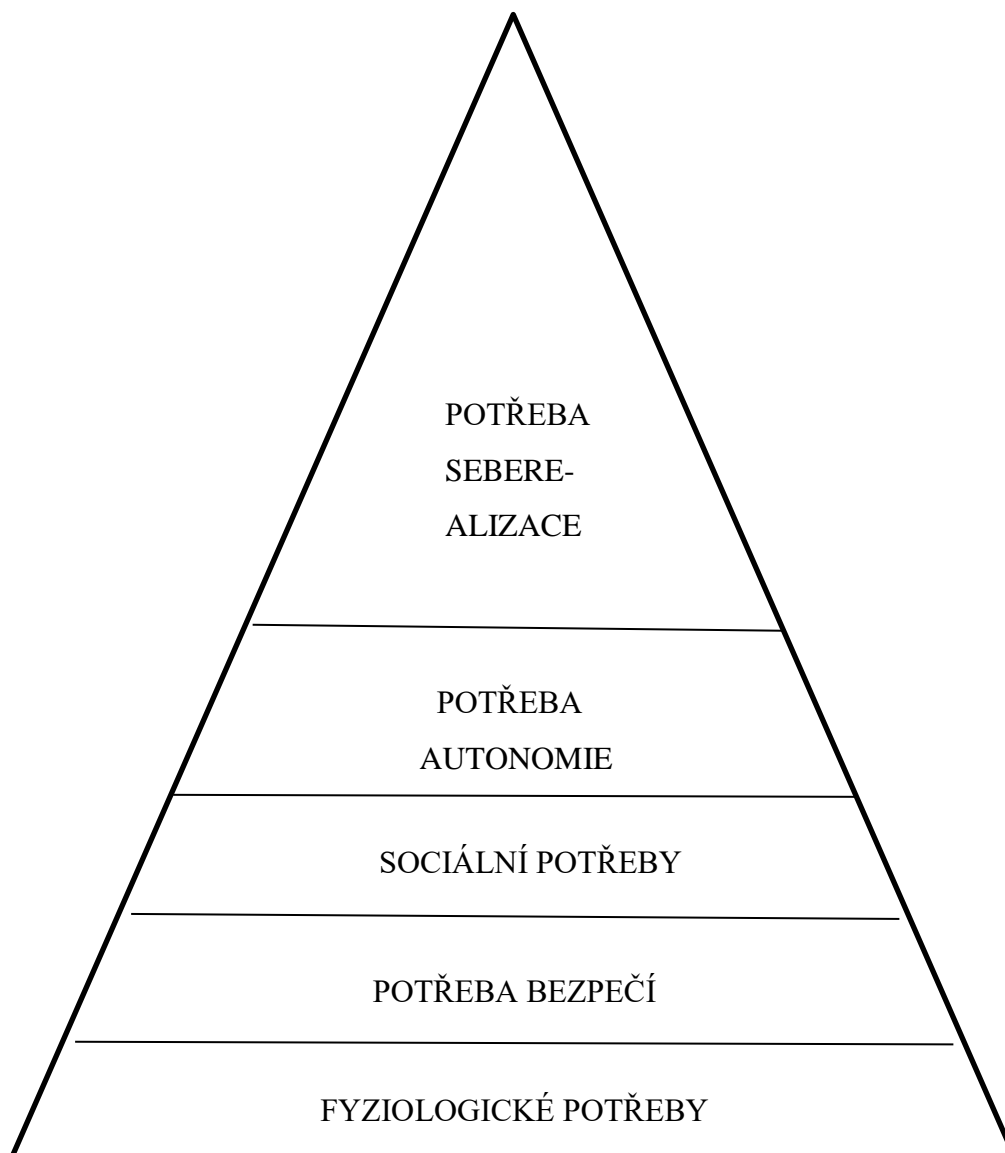 POTŘEBA
SEBERE-
ALIZACE
POTŘEBA
AUTONOMIE
SOCIÁLNÍ POTŘEBY
POTŘEBA BEZPEČÍ
FYZIOLOGICKÉ POTŘEBY